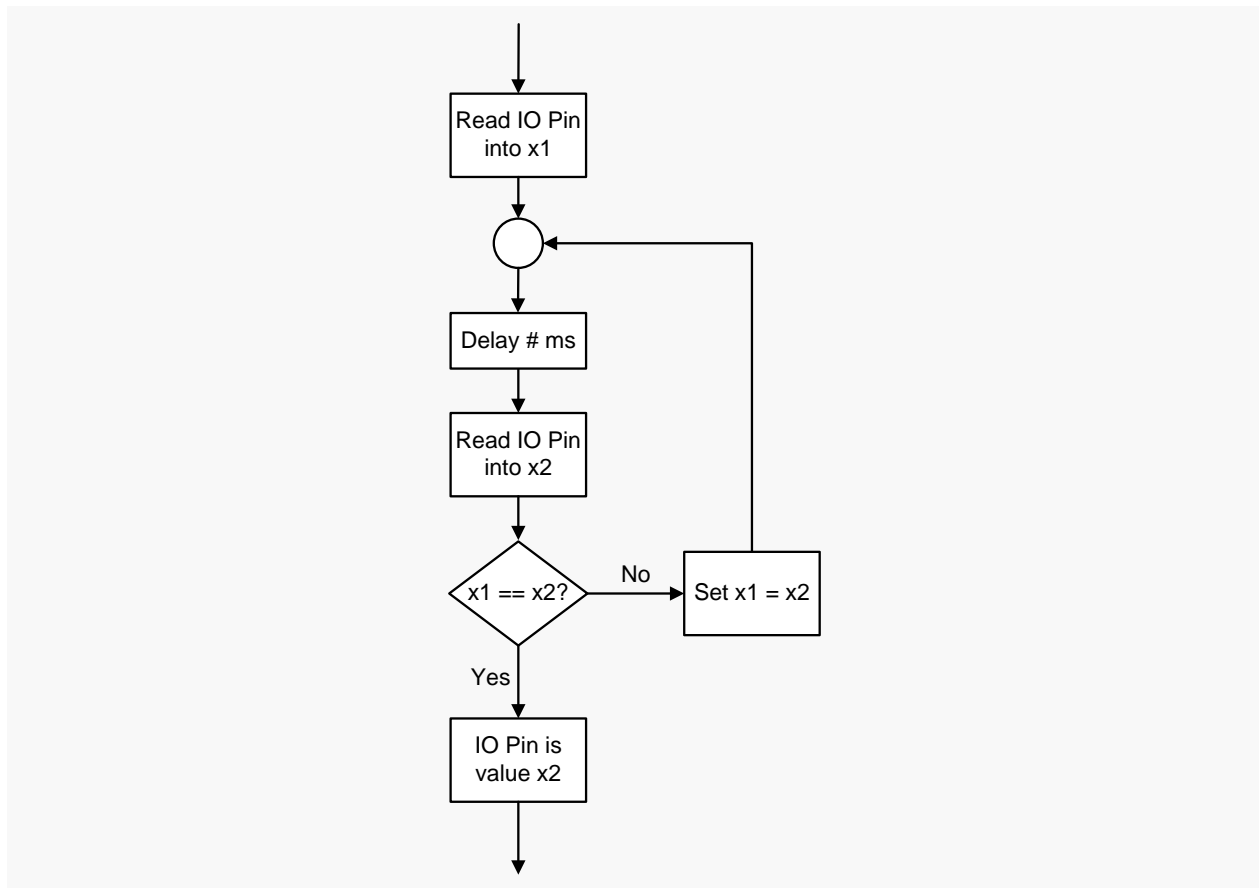 Read IO Pin
into x1
Delay # ms
Read IO Pin
into x2
x1 == x2?
No
Set x1 = x2
Yes
IO Pin is
value x2